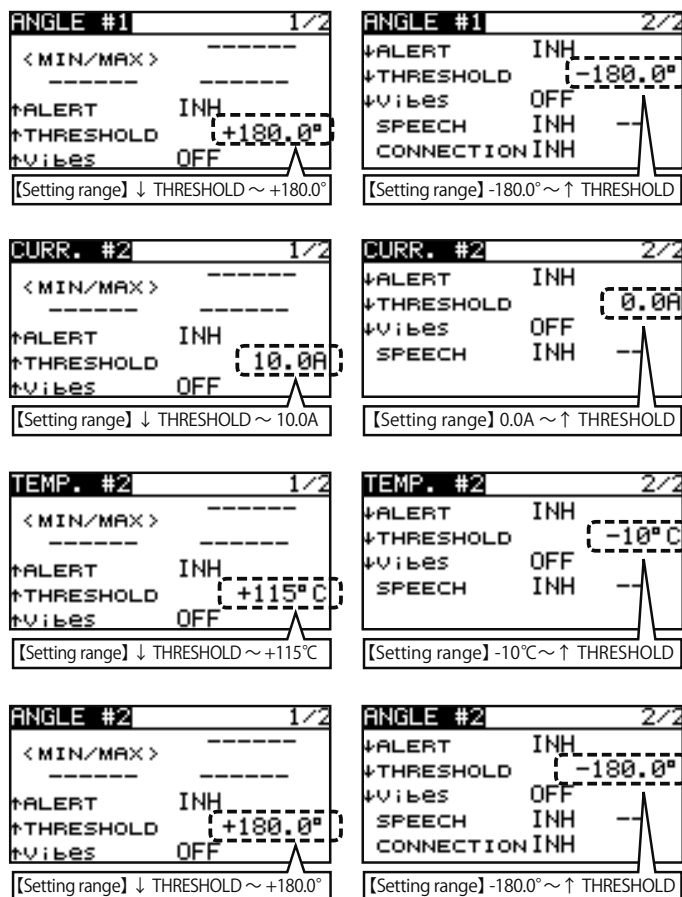 ANGLE #1 1/2
------
<MIN/MAX>
------ ------
↑ALERT INH
↑THRESHOLD +180.0°
↑Vibes OFF
【Setting range】 ↓ THRESHOLD ～ +180.0°
ANGLE #1 2/2
↓ALERT INH
↓THRESHOLD -180.0°
↓Vibes OFF
SPEECH INH --
CONNECTION INH
【Setting range】 -180.0°～↑ THRESHOLD
CURR. #2 1/2
------
<MIN/MAX>
------ ------
↑ALERT INH
↑THRESHOLD 10.0A
↑Vibes OFF
【Setting range】 ↓ THRESHOLD ～ 10.0A
CURR. #2 2/2
↓ALERT INH
↓THRESHOLD 0.0A
↓Vibes OFF
SPEECH INH --
【Setting range】 0.0A ～↑ THRESHOLD
TEMP. #2 1/2
------
<MIN/MAX>
------ ------
↑ALERT INH
↑THRESHOLD +115°C
↑Vibes OFF
【Setting range】 ↓ THRESHOLD ～ +115℃
TEMP. #2 2/2
↓ALERT INH
↓THRESHOLD -10°C
↓Vibes OFF
SPEECH INH --
【Setting range】 -10℃～↑ THRESHOLD
ANGLE #2 1/2
------
<MIN/MAX>
------ ------
↑ALERT INH
↑THRESHOLD +180.0°
↑Vibes OFF
【Setting range】 ↓ THRESHOLD ～ +180.0°
ANGLE #2 2/2
↓ALERT INH
↓THRESHOLD -180.0°
↓Vibes OFF
SPEECH INH --
CONNECTION INH
【Setting range】 -180.0°～↑ THRESHOLD